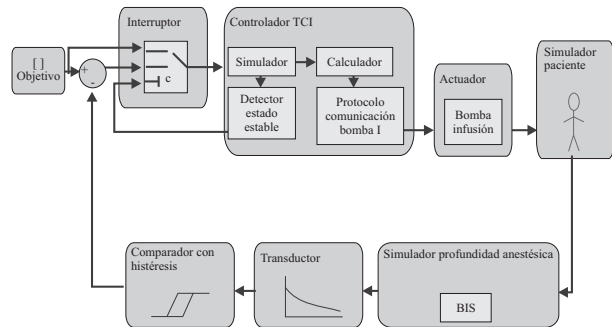 Interruptor
Controlador TCI
Simulador
paciente
[ ]
Objetivo
+
-
c
Simulador
Calculador
Actuador
Detector
estado
estable
Protocolo
comunicación
bomba I
Bomba
infusión
Comparador con
histéresis
Transductor
Simulador profundidad anestésica
BIS